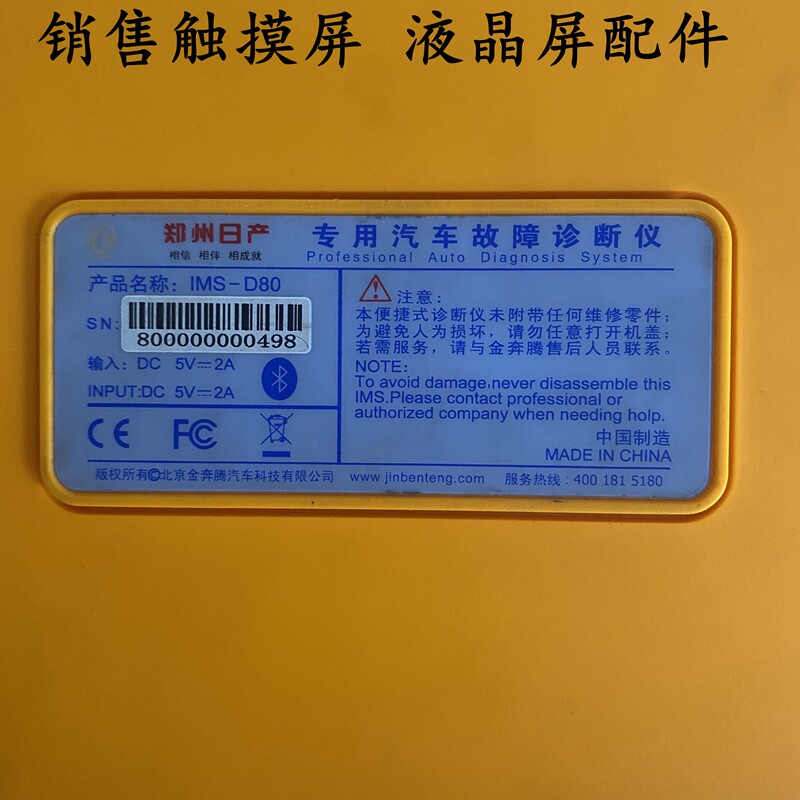 销售触摸屏 液晶屏配件
郑州日产
相信 相伴 相成就
专用汽车故障诊断仪
Professional Auto Diagnosis System
产品名称：IMS-D80
SN:
800000000498
输入：DC 5V⎓2A
INPUT:DC 5V⎓2A
CE FC
注意：
本便捷式诊断仪未附带任何维修零件；
为避免人为损坏，请勿任意打开机盖；
若需服务，请与金奔腾售后人员联系。
NOTE:
To avoid damage,never disassemble this
IMS.Please contact professional or
authorized company when needing holp.
中国制造
MADE IN CHINA
版权所有©北京金奔腾汽车科技有限公司 www.jinbenteng.com 服务热线：400 181 5180